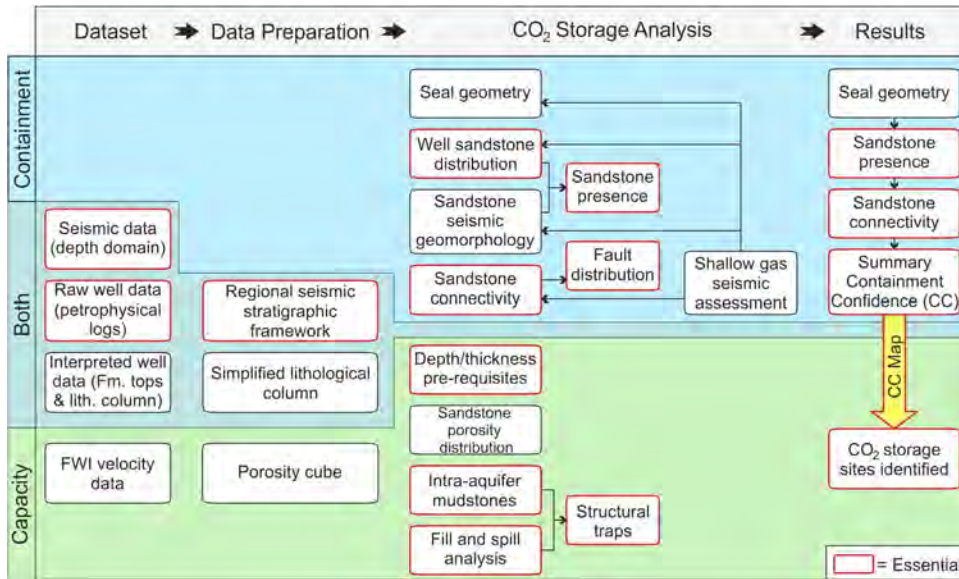 Dataset
Data Preparation
CO₂ Storage Analysis
Results
Containment
Both
Capacity
Seismic data
(depth domain)
Raw well data
(petrophysical
logs)
Interpreted well
data (Fm. tops
& lith. column)
FWI velocity
data
Regional seismic
stratigraphic
framework
Simplified lithological
column
Porosity cube
Seal geometry
Well sandstone
distribution
Sandstone
seismic
geomorphology
Sandstone
connectivity
Sandstone
presence
Fault
distribution
Shallow gas
seismic
assessment
Depth/thickness
pre-requisites
Sandstone
porosity
distribution
Intra-aquifer
mudstones
Fill and spill
analysis
Structural
traps
Seal
geometry
Sandstone
presence
Sandstone
connectivity
Summary
Containment
Confidence (CC)
CC Map
CO₂ storage
sites identified
= Essential